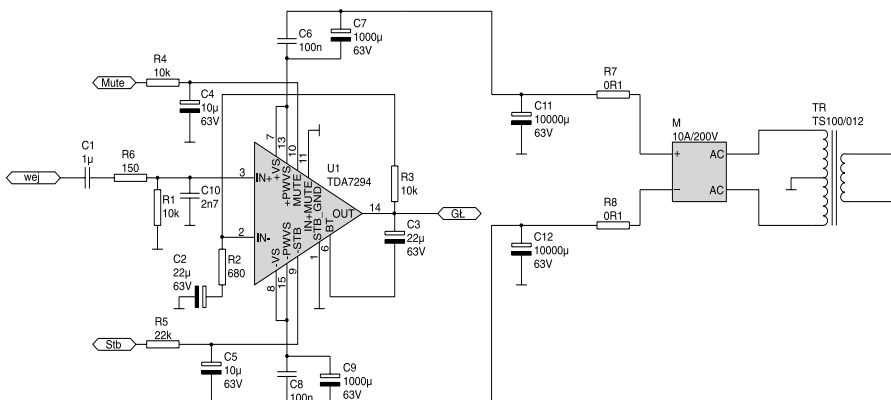 C6
100n
C7
1000µ
63V
R4
10k
Mute
C4
10µ
63V
7
13
10
11
C11
10000µ
63V
R7
0R1
M
10A/200V
+
AC
−
AC
TR
TS100/012
C1
1µ
R6
150
wej
R1
10k
C10
2n7
3
IN+
2
IN-
+VS
+PWVS
MUTE
IN+MUTE
U1
TDA7294
OUT
14
-VS
-PWVS
-STB
STB_GND
BT
8
15
9
1
6
R3
10k
GŁ
C3
22µ
63V
R8
0R1
C12
10000µ
63V
C2
22µ
63V
R2
680
R5
22k
Stb
C5
10µ
63V
C8
100n
C9
1000µ
63V